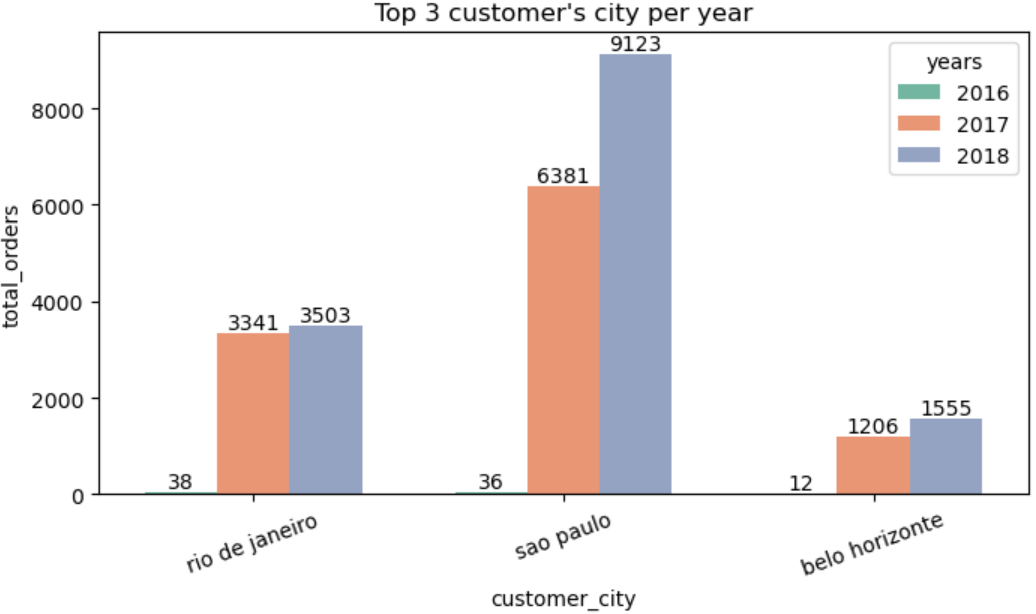 Top 3 customer's city per year
9123
years
2016
2017
2018
8000
6381
6000
total_orders
4000
3341
3503
2000
1206
1555
38
36
12
0
rio de janeiro
sao paulo
belo horizonte
customer_city